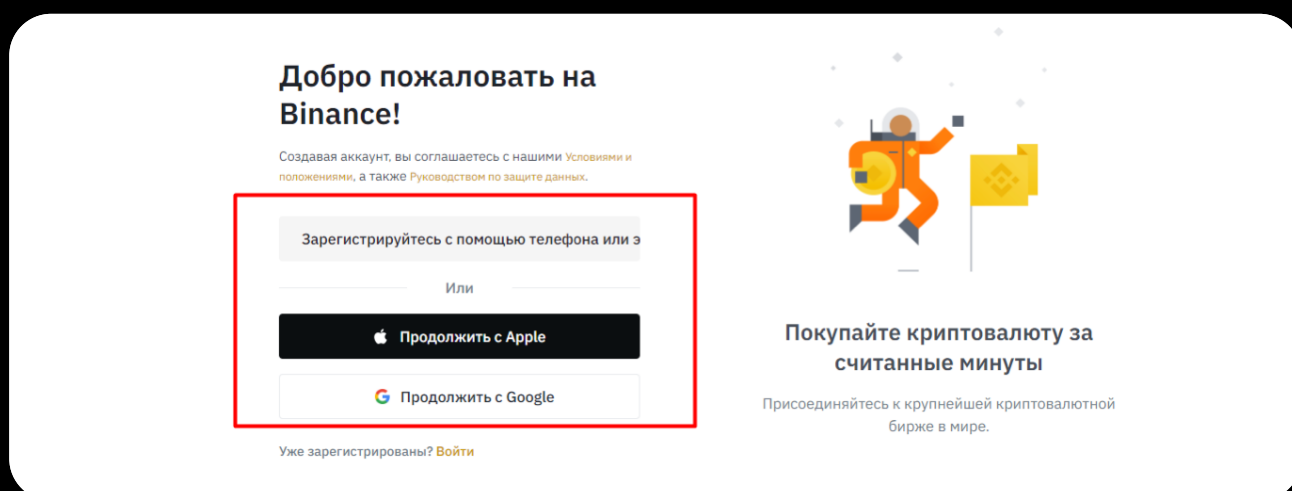 Добро пожаловать на
Binance!
Создавая аккаунт, вы соглашаетесь с нашими Условиями и
положениями, а также Руководством по защите данных.
Зарегистрируйтесь с помощью телефона или э
Или
Продолжить с Apple
Продолжить с Google
Уже зарегистрированы? Войти
Покупайте криптовалюту за
считанные минуты
Присоединяйтесь к крупнейшей криптовалютной
бирже в мире.